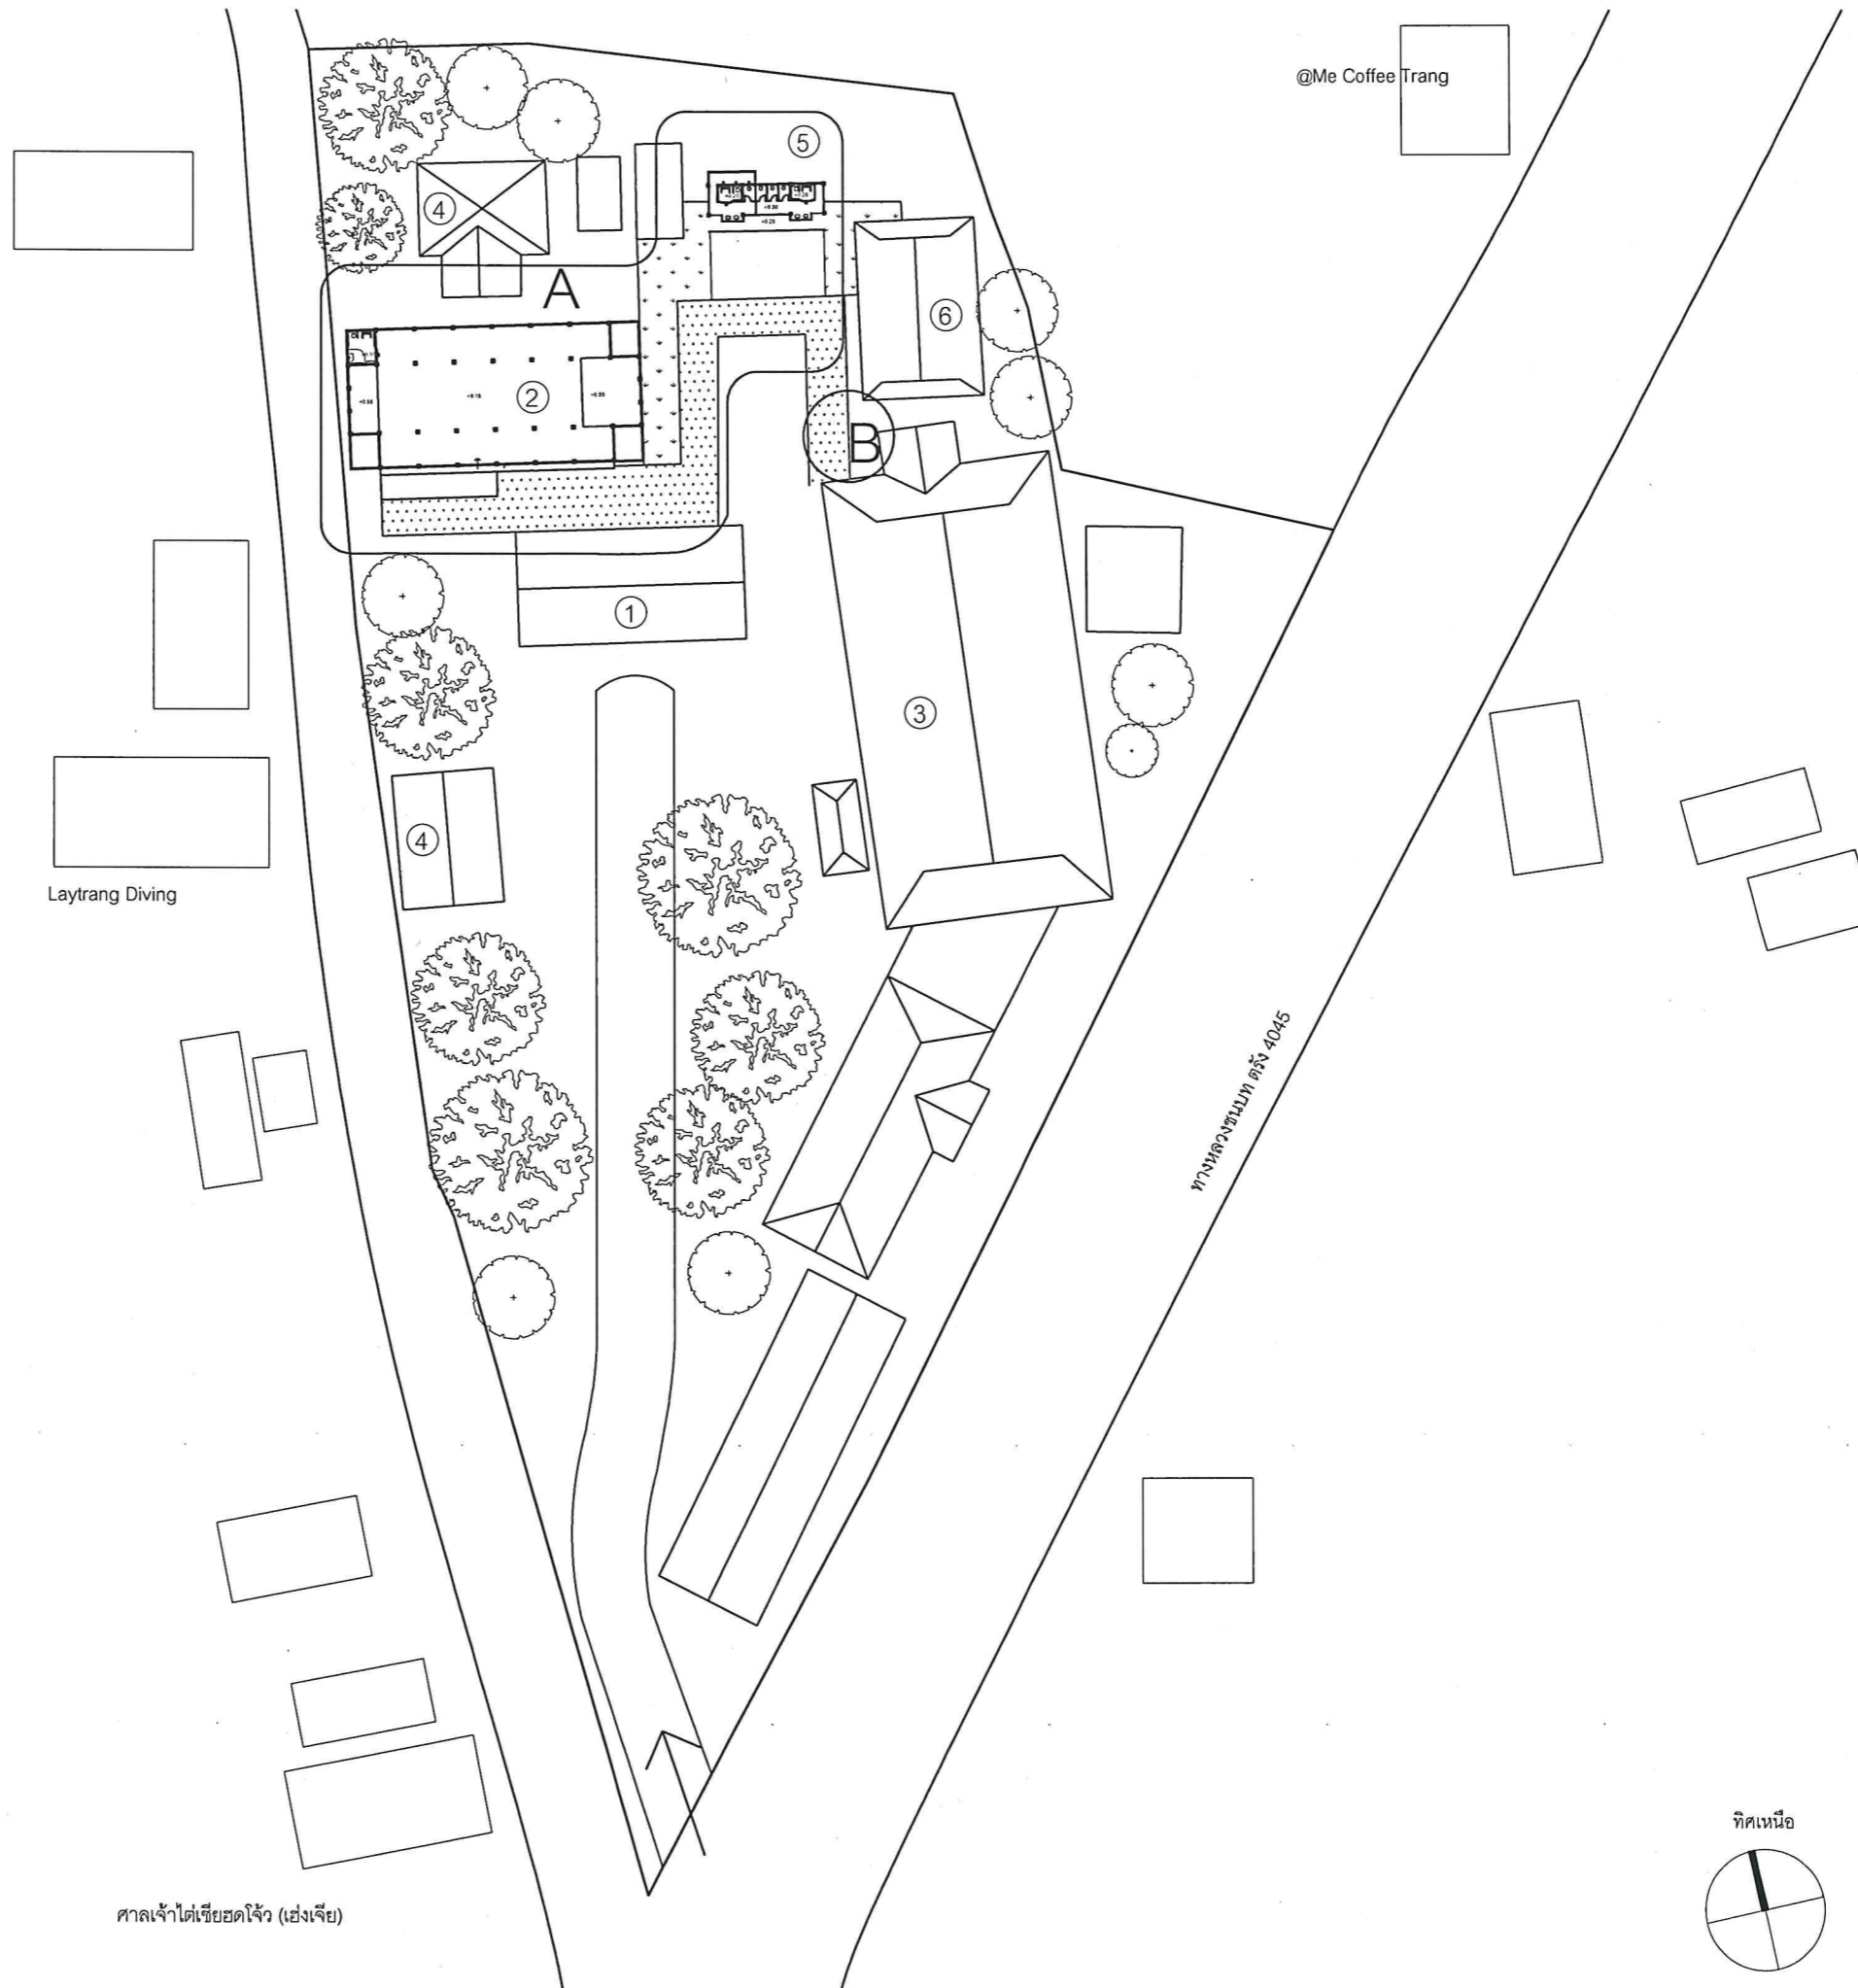 @Me Coffee Trang
5
4
A
6
2
B
1
3
4
Laytrang Diving
ทางหลวงชนบท ตรัง 4045
ทิศเหนือ
ศาลเจ้าไต่เซียฮดโจ้ว (เฮ่งเจีย)